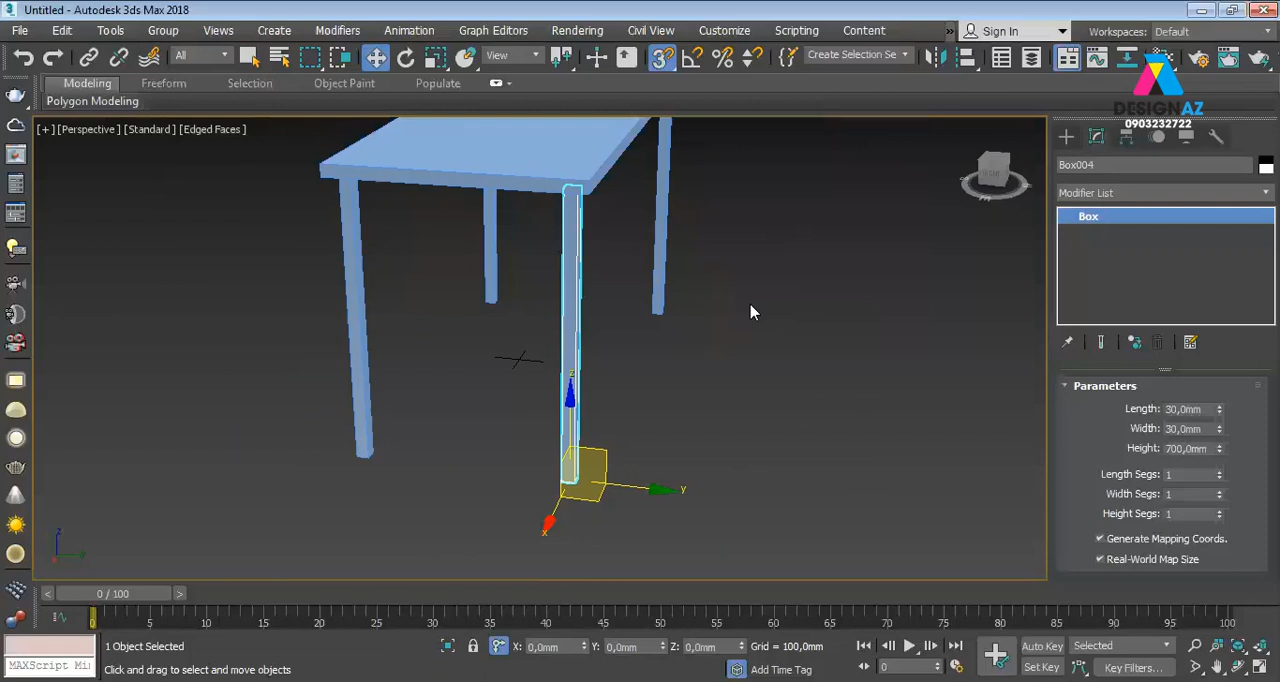 Untitled - Autodesk 3ds Max 2018
File Edit Tools Group Views Create Modifiers Animation Graph Editors Rendering Civil View Customize Scripting Content » Sign In Workspaces: Default
All View Create Selection Se
Modeling Freeform Selection Object Paint Populate
Polygon Modeling
DESIGNAZ
0903232722
[+] [Perspective] [Standard] [Edged Faces]
Box004
Modifier List
Box
Parameters
Length: 30,0mm
Width: 30,0mm
Height: 700,0mm
Length Segs: 1
Width Segs: 1
Height Segs: 1
Generate Mapping Coords.
Real-World Map Size
z
y
x
z
y
x
< 0 / 100 >
0 5 10 15 20 25 30 35 40 45 50 55 60 65 70 75 80 85 90 95 100
1 Object Selected X: 0,0mm Y: 0,0mm Z: 0,0mm Grid = 100,0mm Auto Key Selected
MAXScript Mi Click and drag to select and move objects Add Time Tag 0 Set Key Key Filters...